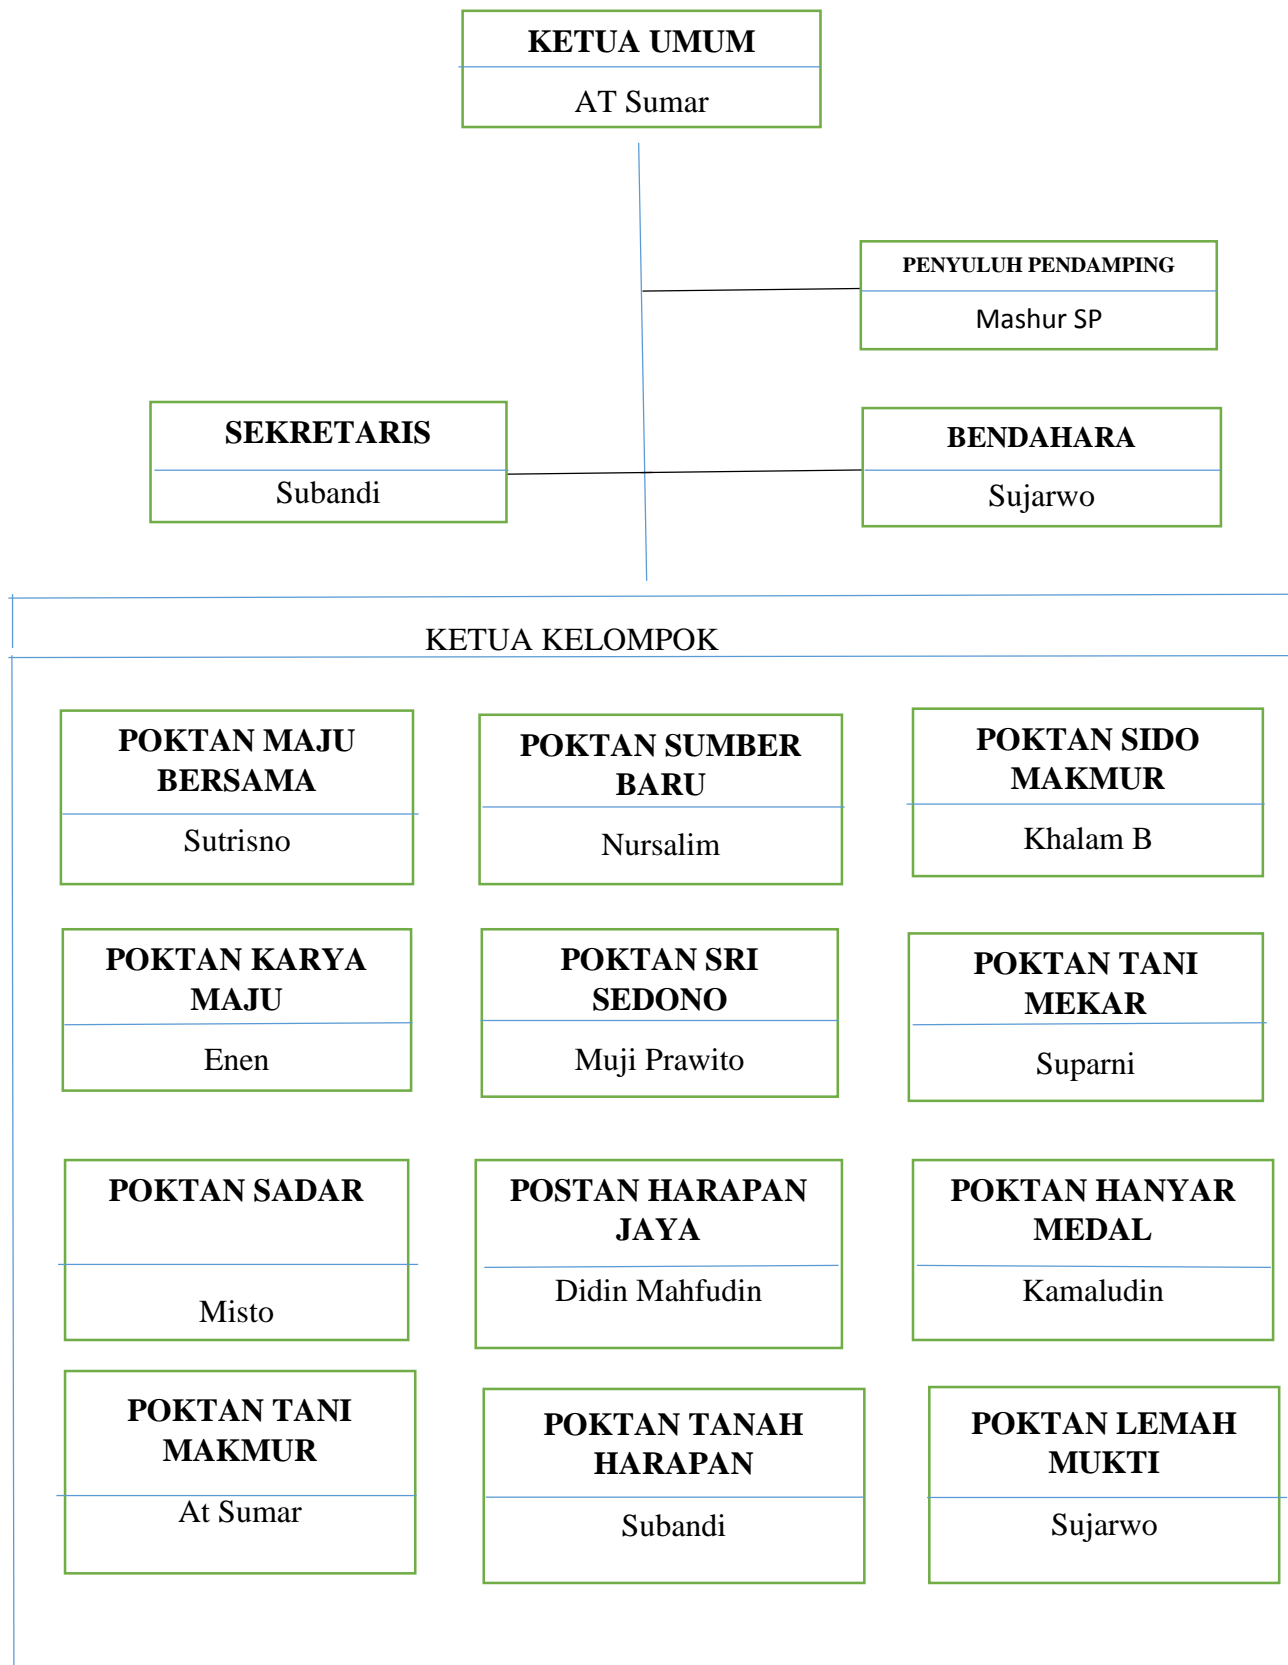 KETUA UMUM
AT Sumar
PENYULUH PENDAMPING
Mashur SP
SEKRETARIS
Subandi
BENDAHARA
Sujarwo
KETUA KELOMPOK
POKTAN MAJU
BERSAMA
Sutrisno
POKTAN SUMBER
BARU
Nursalim
POKTAN SIDO
MAKMUR
Khalam B
POKTAN KARYA
MAJU
Enen
POKTAN SRI
SEDONO
Muji Prawito
POKTAN TANI
MEKAR
Suparni
POKTAN SADAR
Misto
POSTAN HARAPAN
JAYA
Didin Mahfudin
POKTAN HANYAR
MEDAL
Kamaludin
POKTAN TANI
MAKMUR
At Sumar
POKTAN TANAH
HARAPAN
Subandi
POKTAN LEMAH
MUKTI
Sujarwo